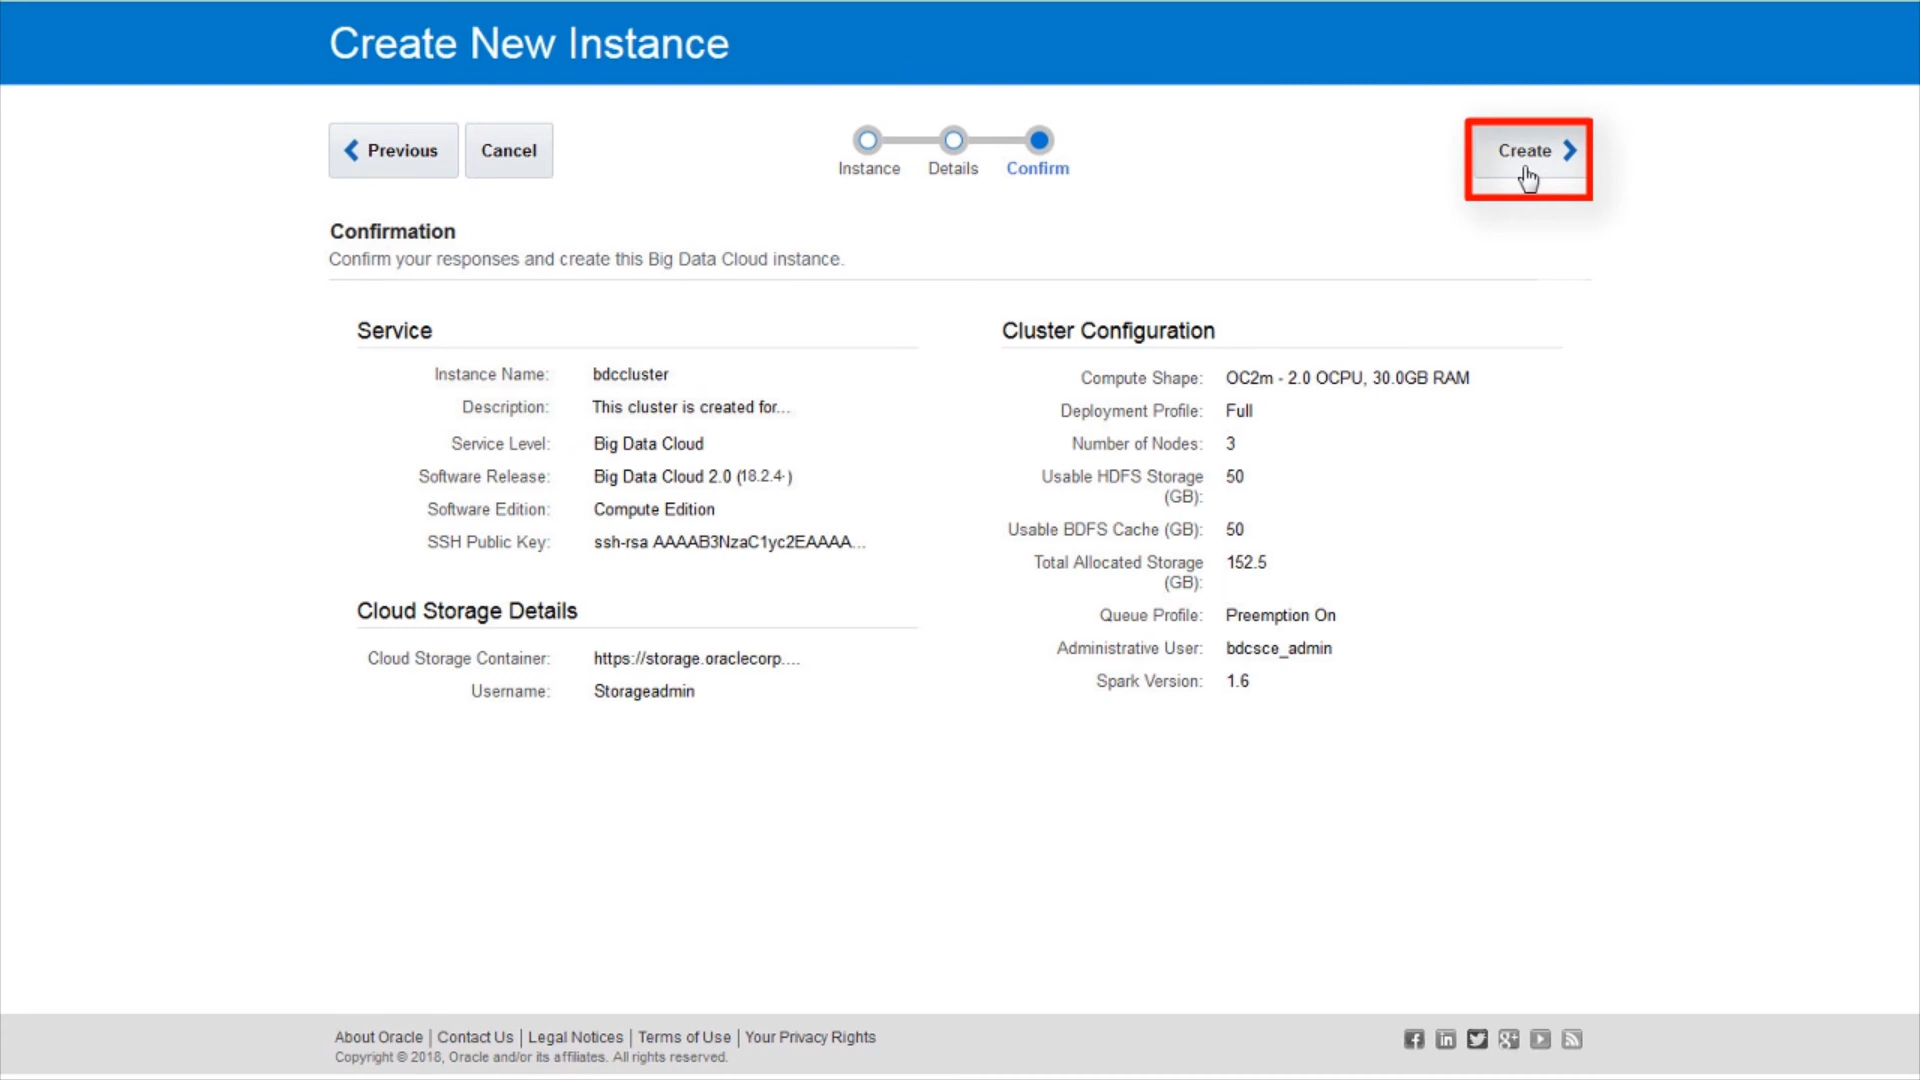 Create New Instance
Previous
Cancel
Instance
Details
Confirm
Create
Confirmation
Confirm your responses and create this Big Data Cloud instance.
Service
Instance Name: bdccluster
Description: This cluster is created for...
Service Level: Big Data Cloud
Software Release: Big Data Cloud 2.0 (18.2.4-)
Software Edition: Compute Edition
SSH Public Key: ssh-rsa AAAAB3NzaC1yc2EAAAA...
Cloud Storage Details
Cloud Storage Container: https://storage.oraclecorp....
Username: Storageadmin
Cluster Configuration
Compute Shape: OC2m - 2.0 OCPU, 30.0GB RAM
Deployment Profile: Full
Number of Nodes: 3
Usable HDFS Storage 50
(GB):
Usable BDFS Cache (GB): 50
Total Allocated Storage 152.5
(GB):
Queue Profile: Preemption On
Administrative User: bdcsce_admin
Spark Version: 1.6
About Oracle | Contact Us | Legal Notices | Terms of Use | Your Privacy Rights
Copyright © 2018, Oracle and/or its affiliates. All rights reserved.